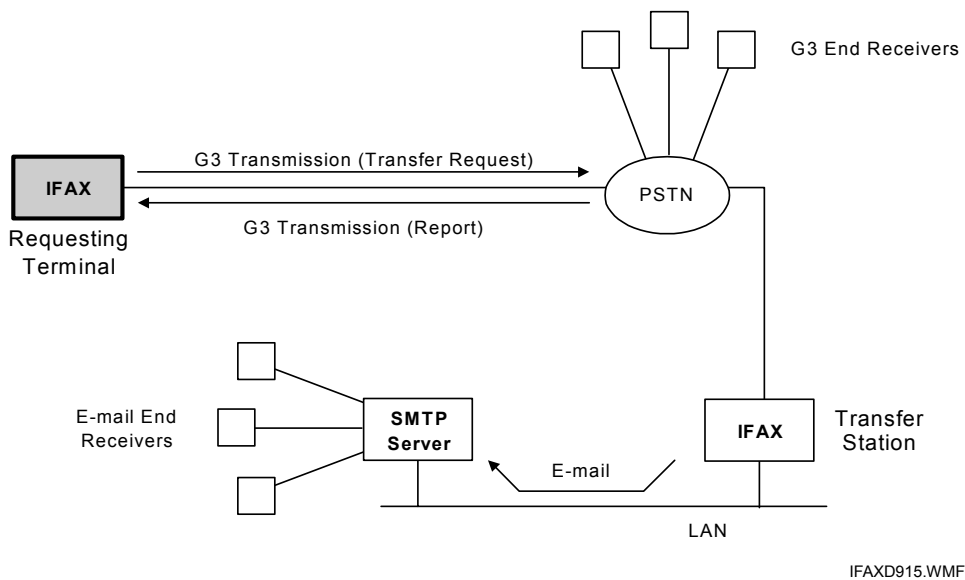 G3 End Receivers
G3 Transmission (Transfer Request)
IFAX
PSTN
G3 Transmission (Report)
Requesting
Terminal
E-mail End
Receivers
SMTP
Server
IFAX
Transfer
Station
E-mail
LAN
IFAXD915.WMF